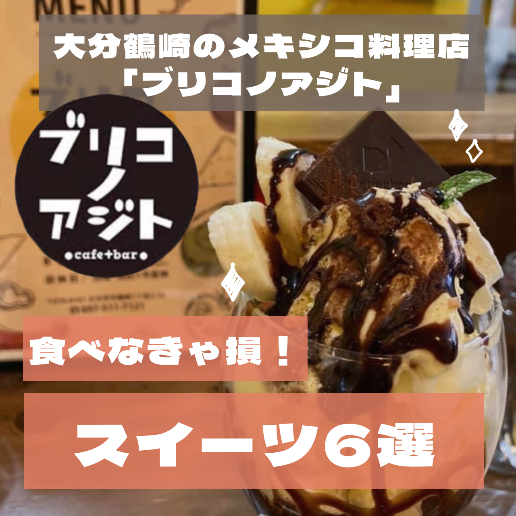 MENU
大分鶴崎のメキシコ料理店
「ブリコノアジト」
ブリコ
ノ
アジト
•cafe+bar•
食べなきゃ損！
スイーツ6選